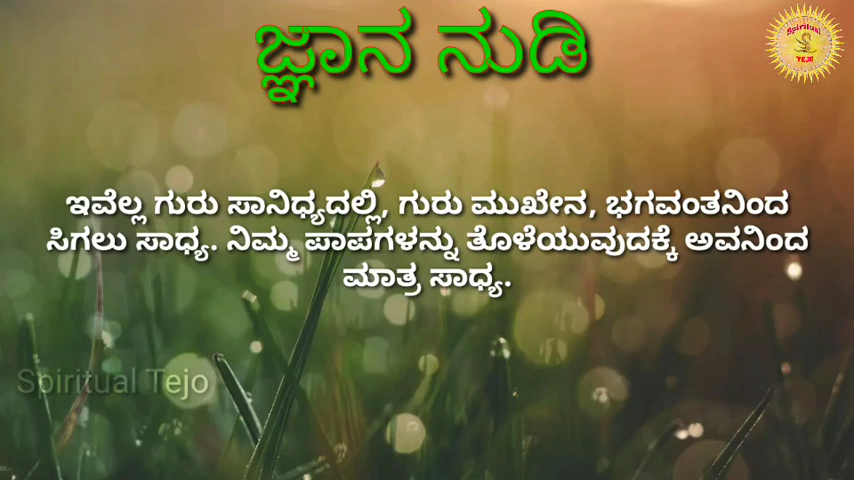 ಜ್ಞಾನ ನುಡಿ
Spiritual
TEJO
ಇವೆಲ್ಲ ಗುರು ಸಾನಿಧ್ಯದಲ್ಲಿ, ಗುರು ಮುಖೇನ, ಭಗವಂತನಿಂದ
ಸಿಗಲು ಸಾಧ್ಯ. ನಿಮ್ಮ ಪಾಪಗಳನ್ನು ತೊಳೆಯುವುದಕ್ಕೆ ಅವನಿಂದ
ಮಾತ್ರ ಸಾಧ್ಯ.
Spiritual Tejo